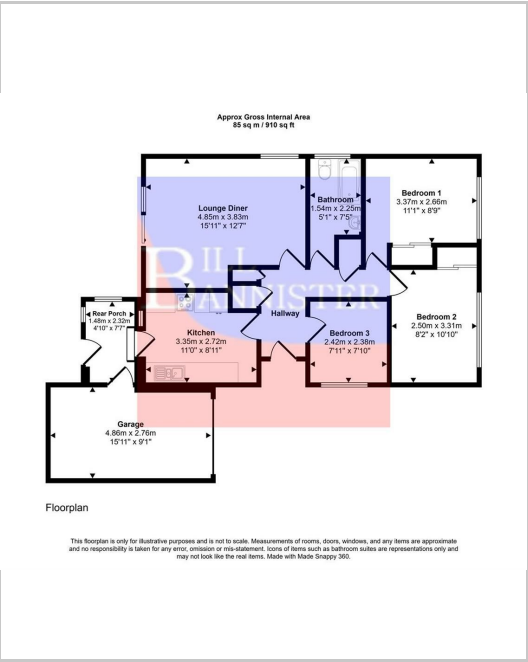 Approx Gross Internal Area
85 sq m / 910 sq ft
Lounge Diner
4.85m x 3.83m
15'11" x 12'7"
Bathroom
1.54m x 2.25m
5'1" x 7'5"
Bedroom 1
3.37m x 2.66m
11'1" x 8'9"
BILL
BANNISTER
Rear Porch
1.48m x 2.32m
4'10" x 7'7"
Kitchen
3.35m x 2.72m
11'0" x 8'11"
Hallway
Bedroom 3
2.42m x 2.38m
7'11" x 7'10"
Bedroom 2
2.50m x 3.31m
8'2" x 10'10"
Garage
4.86m x 2.76m
15'11" x 9'1"
Floorplan
This floorplan is only for illustrative purposes and is not to scale. Measurements of rooms, doors, windows, and any items are approximate
and no responsibility is taken for any error, omission or mis-statement. Icons of items such as bathroom suites are representations only and
may not look like the real items. Made with Made Snappy 360.